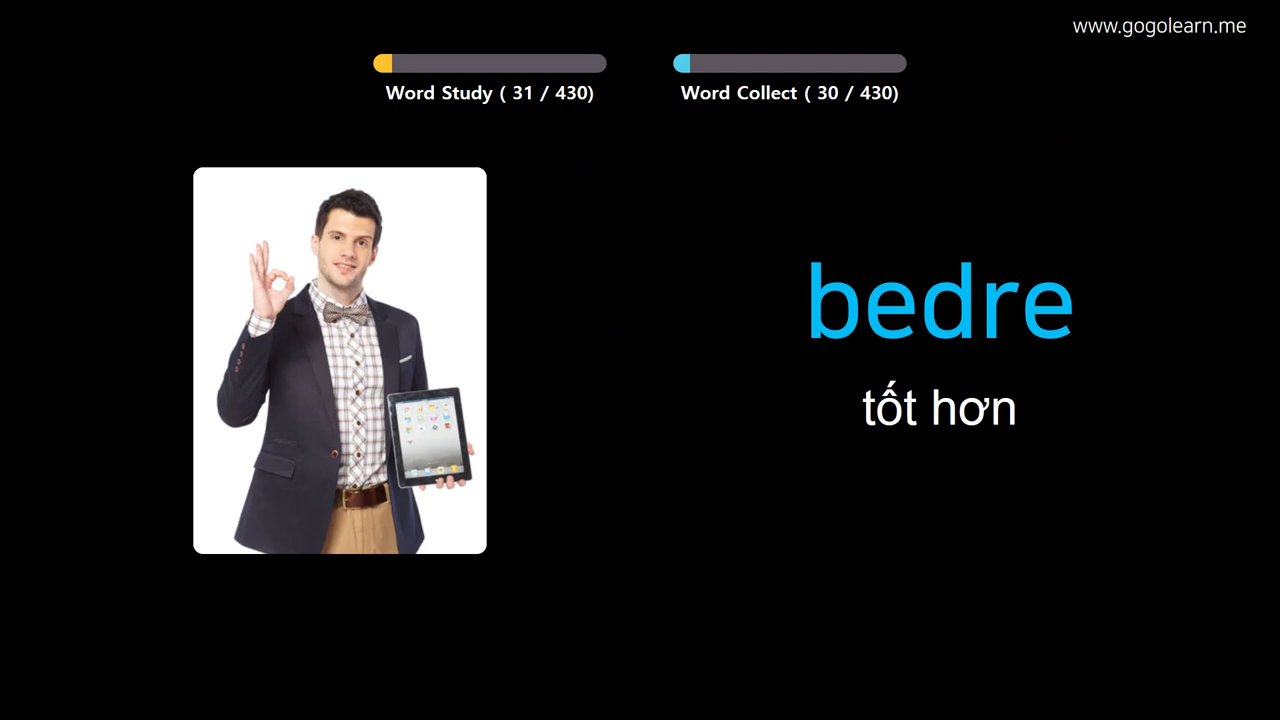 www.gogolearn.me
Word Study ( 31 / 430)
Word Collect ( 30 / 430)
bedre
tốt hơn